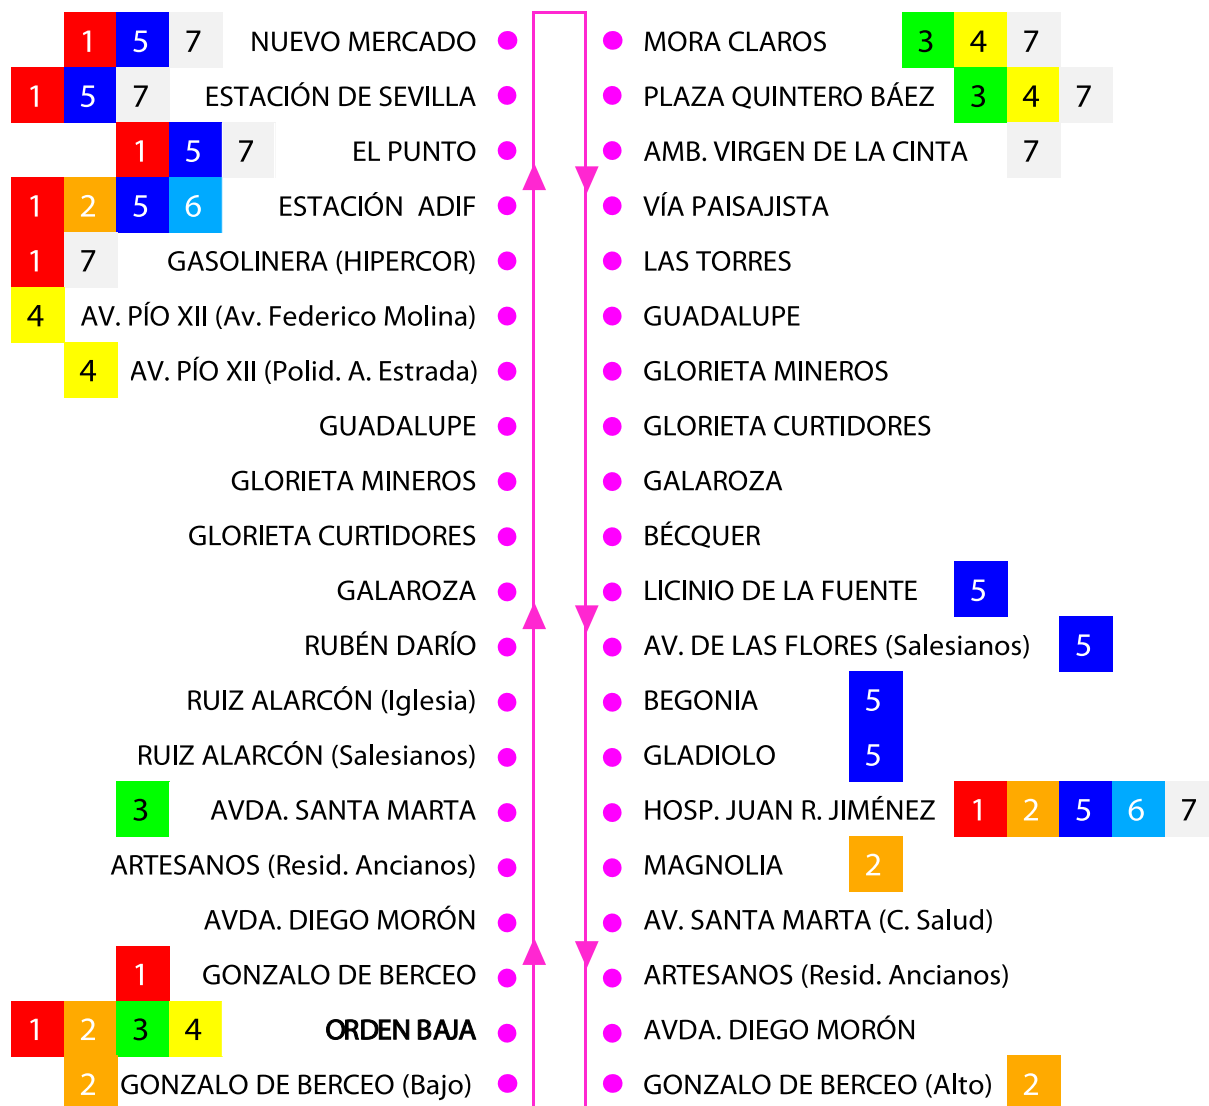 1 5 7 NUEVO MERCADO MORA CLAROS 3 4 7
1 5 7 ESTACIÓN DE SEVILLA PLAZA QUINTERO BÁEZ 3 4 7
1 5 7 EL PUNTO AMB. VIRGEN DE LA CINTA 7
1 2 5 6 ESTACIÓN ADIF VÍA PAISAJISTA
1 7 GASOLINERA (HIPERCOR) LAS TORRES
4 AV. PÍO XII (Av. Federico Molina) GUADALUPE
4 AV. PÍO XII (Polid. A. Estrada) GLORIETA MINEROS
GUADALUPE GLORIETA CURTIDORES
GLORIETA MINEROS GALAROZA
GLORIETA CURTIDORES BÉCQUER
GALAROZA LICINIO DE LA FUENTE 5
RUBÉN DARÍO AV. DE LAS FLORES (Salesianos) 5
RUIZ ALARCÓN (Iglesia) BEGONIA 5
RUIZ ALARCÓN (Salesianos) GLADIOLO 5
3 AVDA. SANTA MARTA HOSP. JUAN R. JIMÉNEZ 1 2 5 6 7
ARTESANOS (Resid. Ancianos) MAGNOLIA 2
AVDA. DIEGO MORÓN AV. SANTA MARTA (C. Salud)
1 GONZALO DE BERCEO ARTESANOS (Resid. Ancianos)
1 2 3 4 ORDEN BAJA AVDA. DIEGO MORÓN
2 GONZALO DE BERCEO (Bajo) GONZALO DE BERCEO (Alto) 2